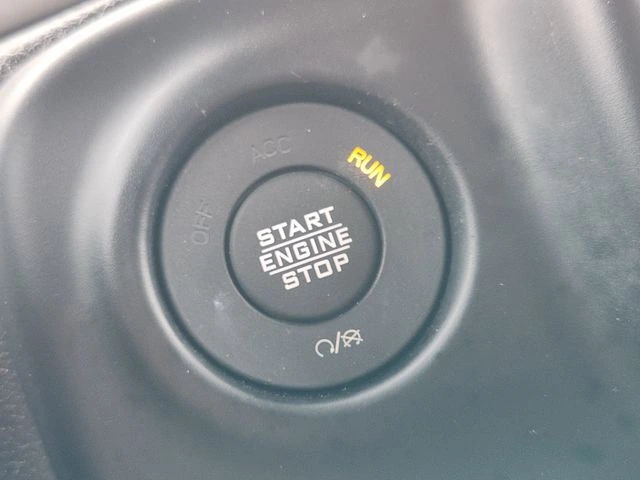 ACC
RUN
OFF
START
ENGINE
STOP